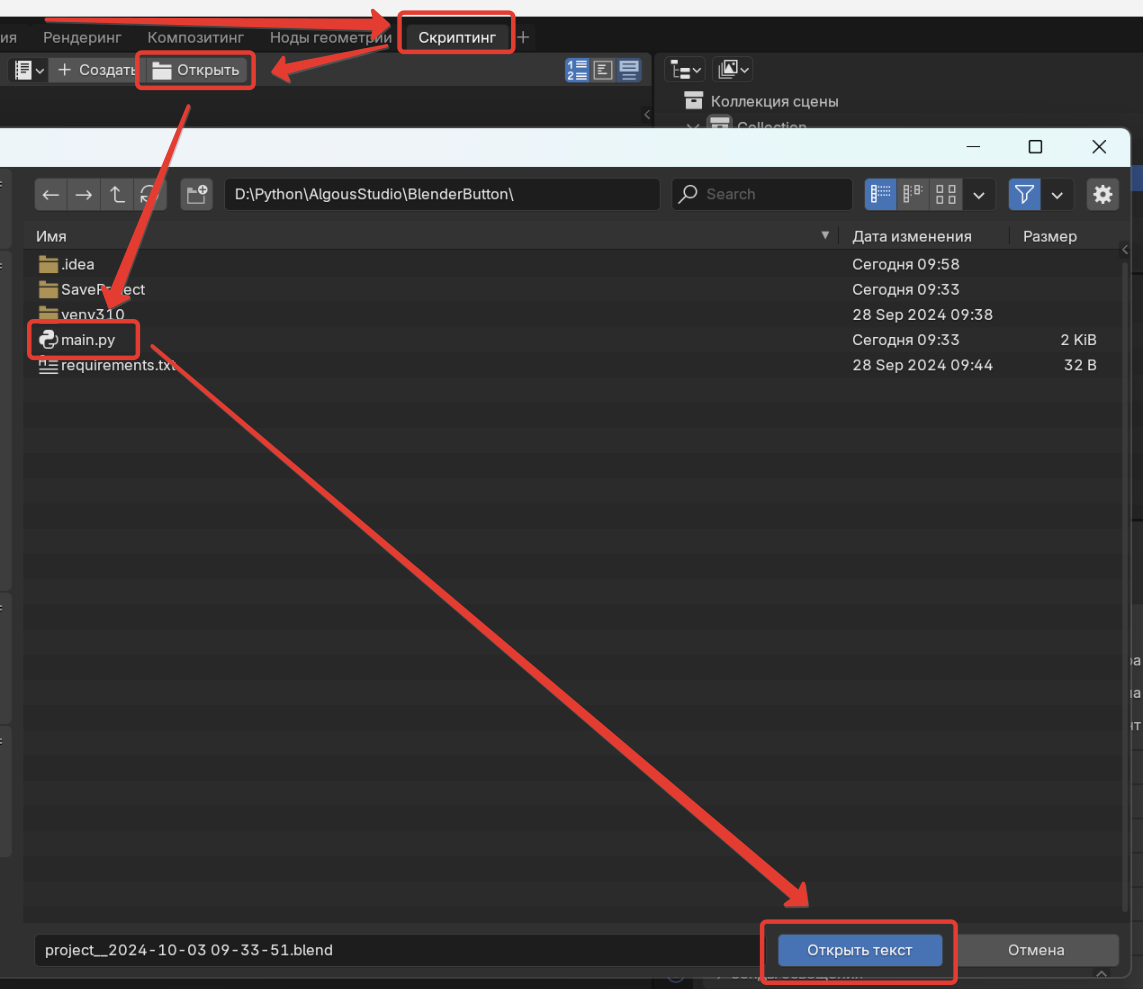 ия Рендеринг Композитинг Ноды геометрии Скриптинг +
+ Создать Открыть
Коллекция сцены
Collection
D:\Python\AlgousStudio\BlenderButton\ Search
Имя Дата изменения Размер
.idea Сегодня 09:58
SaveProject Сегодня 09:33
venv310 28 Sep 2024 09:38
main.py Сегодня 09:33 2 KiB
requirements.txt 28 Sep 2024 09:44 32 B
project__2024-10-03 09-33-51.blend Открыть текст Отмена